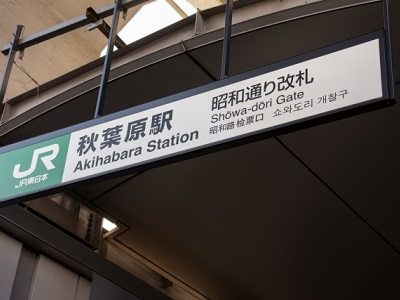 JR
JR東日本
秋葉原駅
Akihabara Station
昭和通り改札
Shōwa-dōri Gate
昭和路检票口 쇼와도리 개찰구